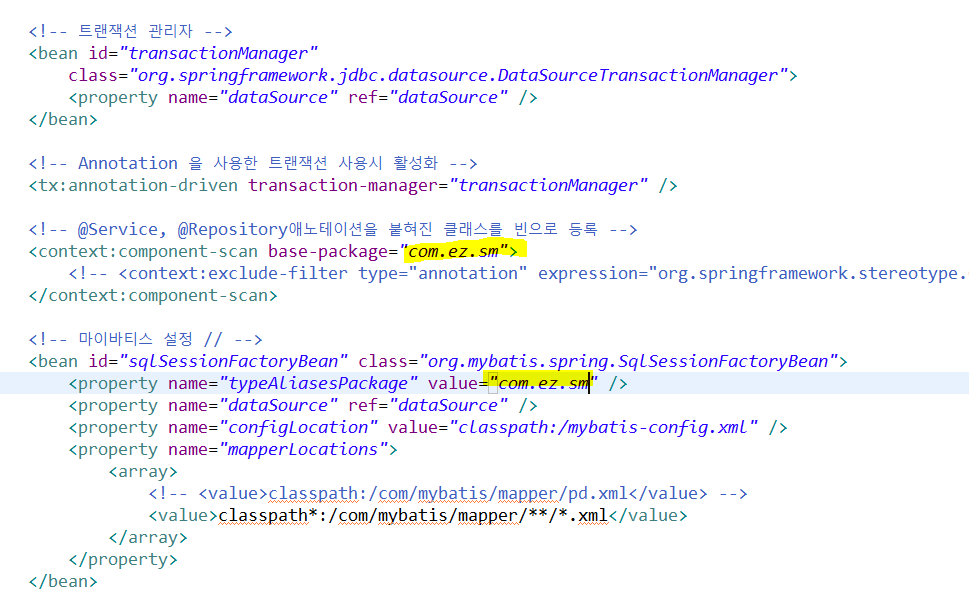 <!-- 트랜잭션 관리자 -->
<bean id="transactionManager"
class="org.springframework.jdbc.datasource.DataSourceTransactionManager">
<property name="dataSource" ref="dataSource" />
</bean>
<!-- Annotation 을 사용한 트랜잭션 사용시 활성화 -->
<tx:annotation-driven transaction-manager="transactionManager" />
<!-- @Service, @Repository애노테이션을 붙혀진 클래스를 빈으로 등록 -->
<context:component-scan base-package="com.ez.sm">
<!-- <context:exclude-filter type="annotation" expression="org.springframework.stereotype.
</context:component-scan>
<!-- 마이바티스 설정 // -->
<bean id="sqlSessionFactoryBean" class="org.mybatis.spring.SqlSessionFactoryBean">
<property name="typeAliasesPackage" value="com.ez.sm" />
<property name="dataSource" ref="dataSource" />
<property name="configLocation" value="classpath:/mybatis-config.xml" />
<property name="mapperLocations">
<array>
<!-- <value>classpath:/com/mybatis/mapper/pd.xml</value> -->
<value>classpath*:/com/mybatis/mapper/**/*.xml</value>
</array>
</property>
</bean>